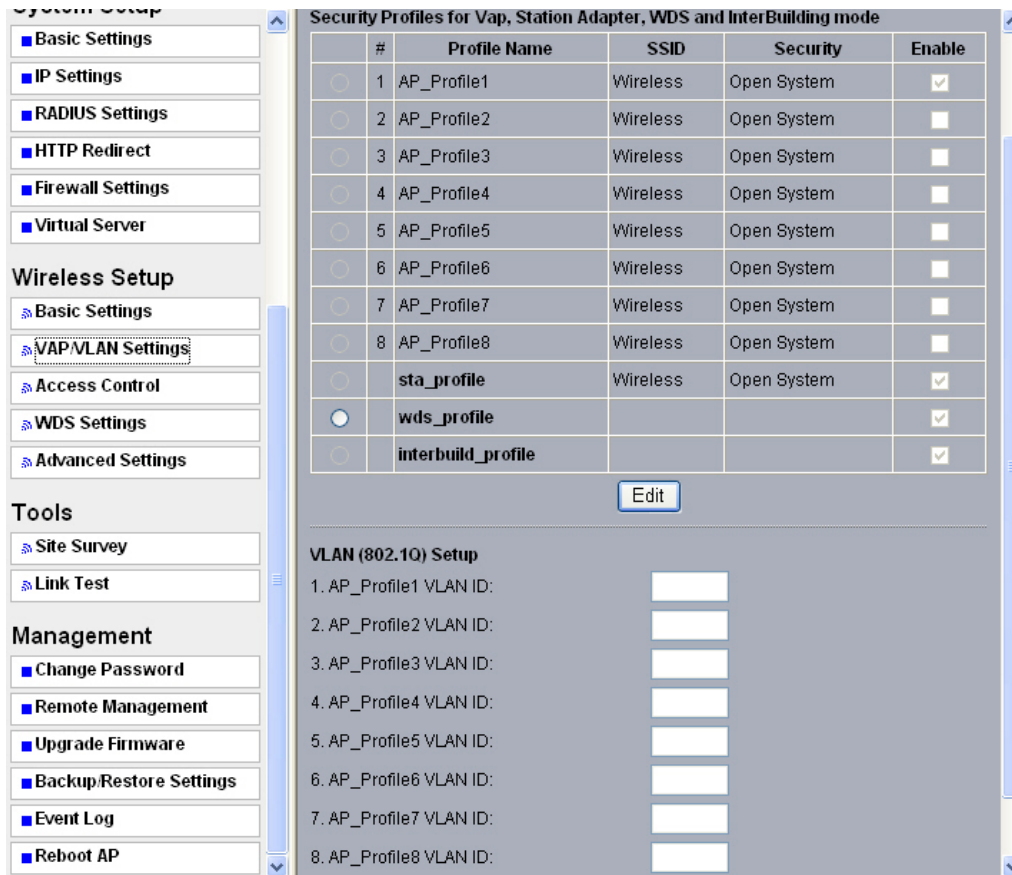 System Setup
Basic Settings
IP Settings
RADIUS Settings
HTTP Redirect
Firewall Settings
Virtual Server
Wireless Setup
Basic Settings
VAP/VLAN Settings
Access Control
WDS Settings
Advanced Settings
Tools
Site Survey
Link Test
Management
Change Password
Remote Management
Upgrade Firmware
Backup/Restore Settings
Event Log
Reboot AP
Security Profiles for Vap, Station Adapter, WDS and InterBuilding mode
# Profile Name SSID Security Enable
1 AP_Profile1 Wireless Open System
2 AP_Profile2 Wireless Open System
3 AP_Profile3 Wireless Open System
4 AP_Profile4 Wireless Open System
5 AP_Profile5 Wireless Open System
6 AP_Profile6 Wireless Open System
7 AP_Profile7 Wireless Open System
8 AP_Profile8 Wireless Open System
sta_profile Wireless Open System
wds_profile
interbuild_profile
Edit
VLAN (802.1Q) Setup
1. AP_Profile1 VLAN ID:
2. AP_Profile2 VLAN ID:
3. AP_Profile3 VLAN ID:
4. AP_Profile4 VLAN ID:
5. AP_Profile5 VLAN ID:
6. AP_Profile6 VLAN ID:
7. AP_Profile7 VLAN ID:
8. AP_Profile8 VLAN ID: